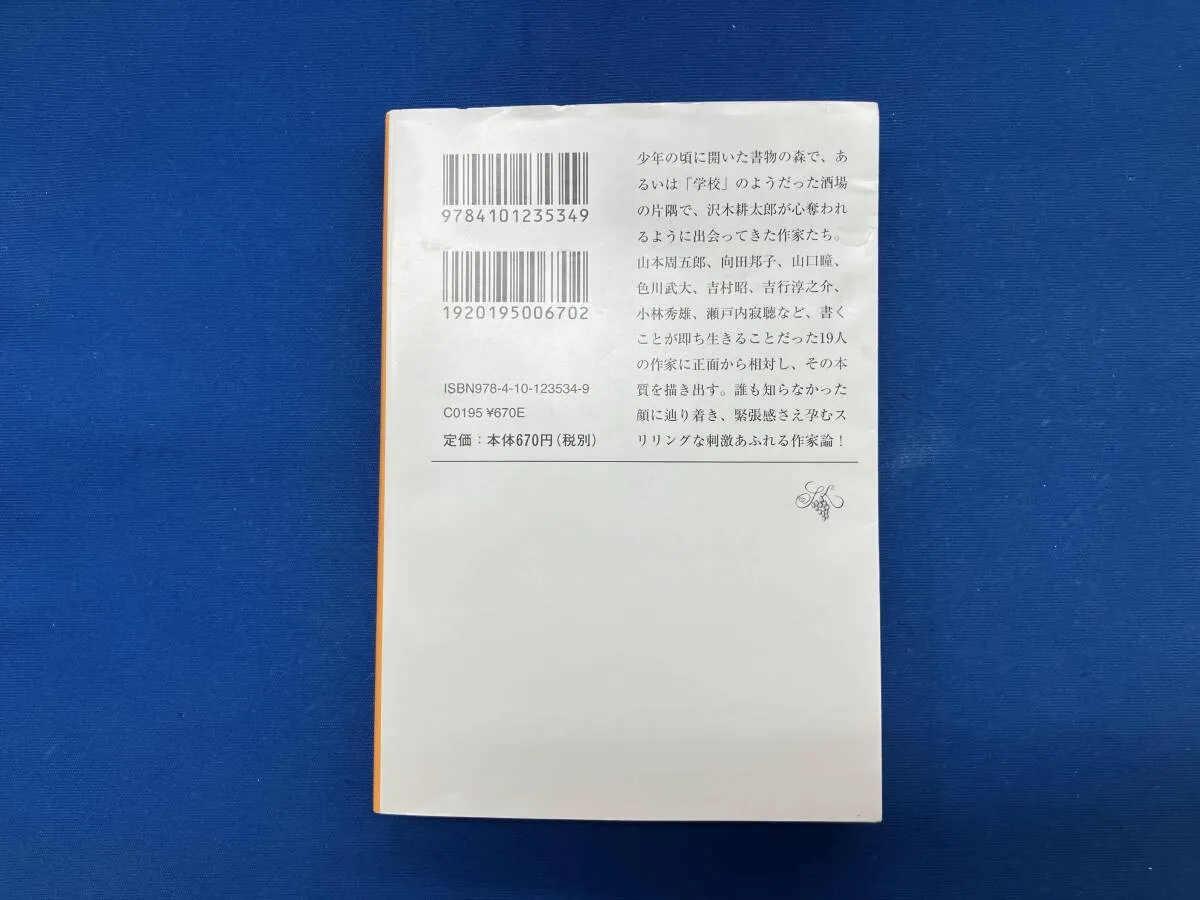 9784101235349
1920195006702
ISBN978-4-10-123534-9
C0195 ¥670E
定価：本体670円（税別）
少年の頃に開いた書物の森で、あ
るいは「学校」のようだった酒場
の片隅で、沢木耕太郎が心奪われ
るように出会ってきた作家たち。
山本周五郎、向田邦子、山口瞳、
色川武大、吉村昭、吉行淳之介、
小林秀雄、瀬戸内寂聴など、書く
ことが即ち生きることだった19人
の作家に正面から相対し、その本
質を描き出す。誰も知らなかった
顔に辿り着き、緊張感さえ孕むス
リリングな刺激あふれる作家論！